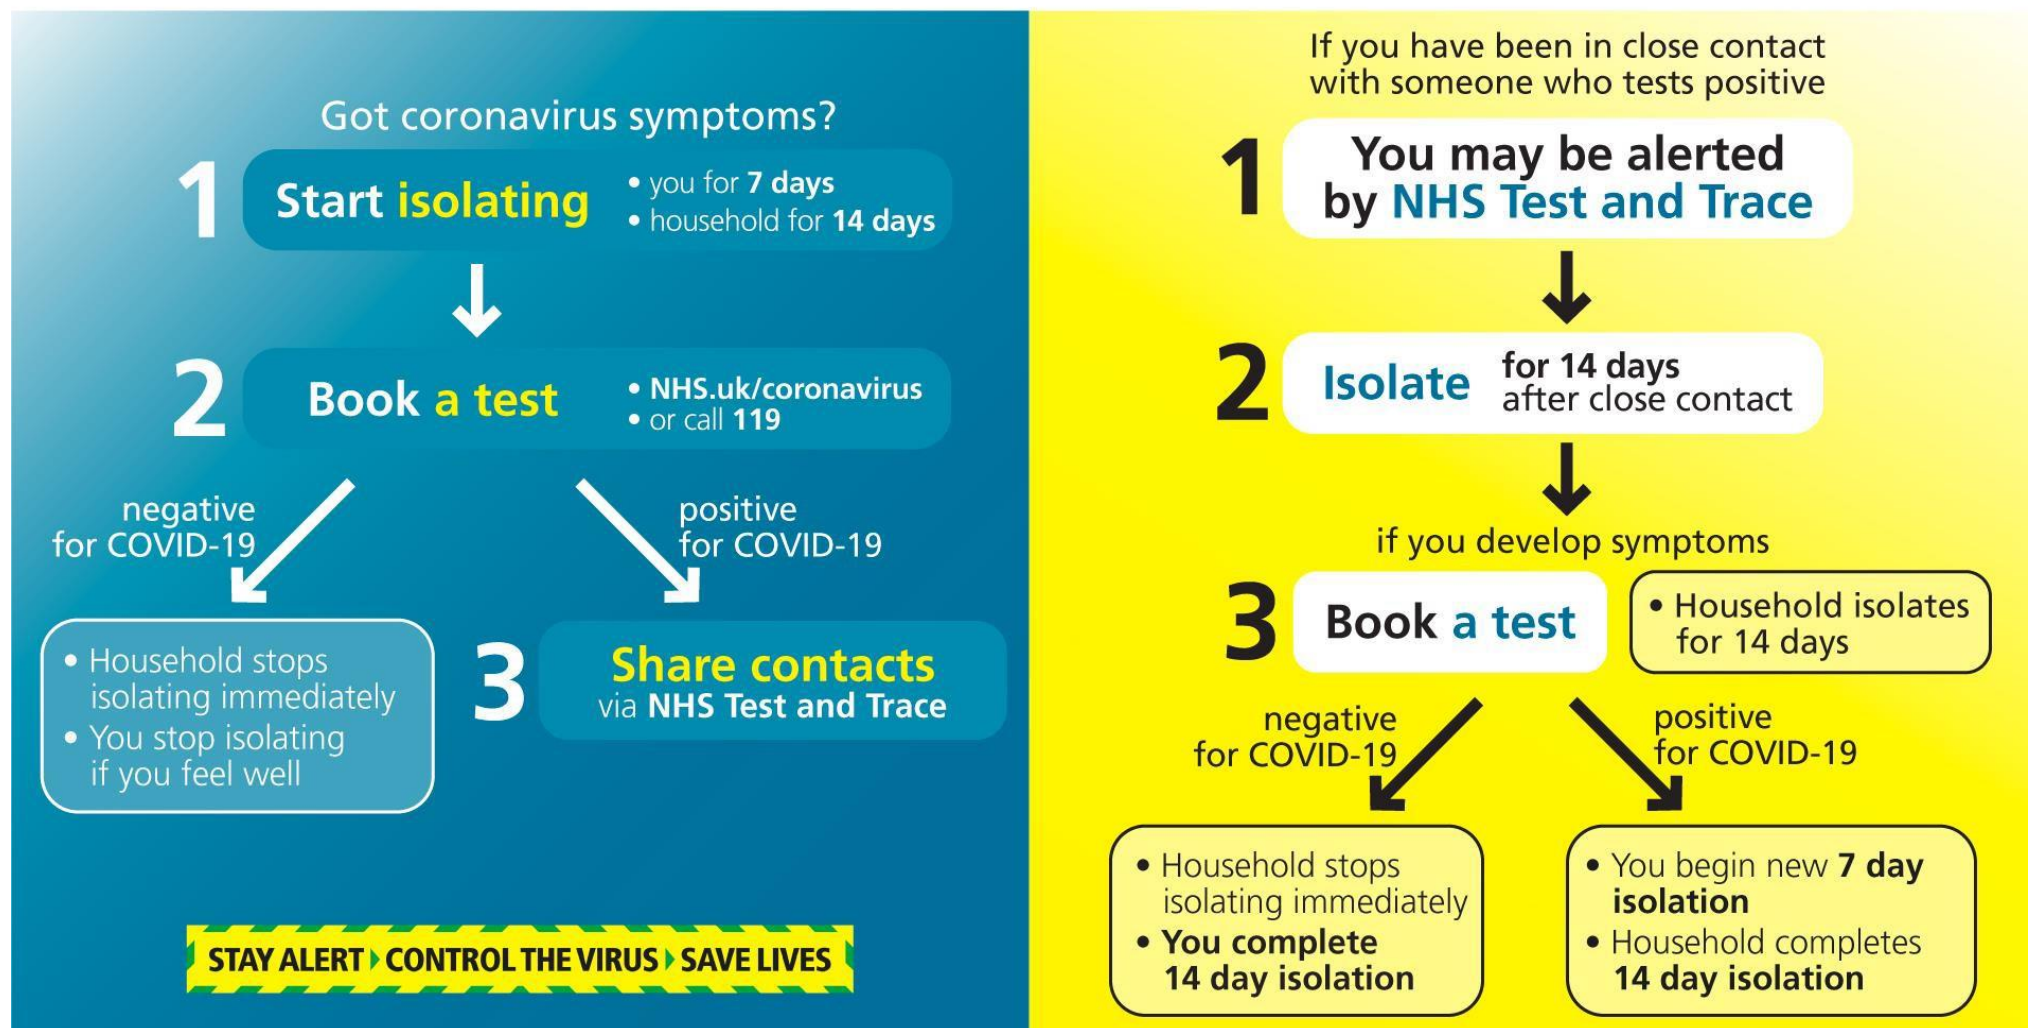 Got coronavirus symptoms?
1
Start isolating
• you for 7 days
• household for 14 days
2
Book a test
• NHS.uk/coronavirus
• or call 119
negative
for COVID-19
positive
for COVID-19
• Household stops
isolating immediately
• You stop isolating
if you feel well
3
Share contacts
via NHS Test and Trace
STAY ALERT CONTROL THE VIRUS SAVE LIVES
If you have been in close contact
with someone who tests positive
1
You may be alerted
by NHS Test and Trace
2
Isolate
for 14 days
after close contact
if you develop symptoms
3
Book a test
• Household isolates
for 14 days
negative
for COVID-19
positive
for COVID-19
• Household stops
isolating immediately
• You complete
14 day isolation
• You begin new 7 day
isolation
• Household completes
14 day isolation